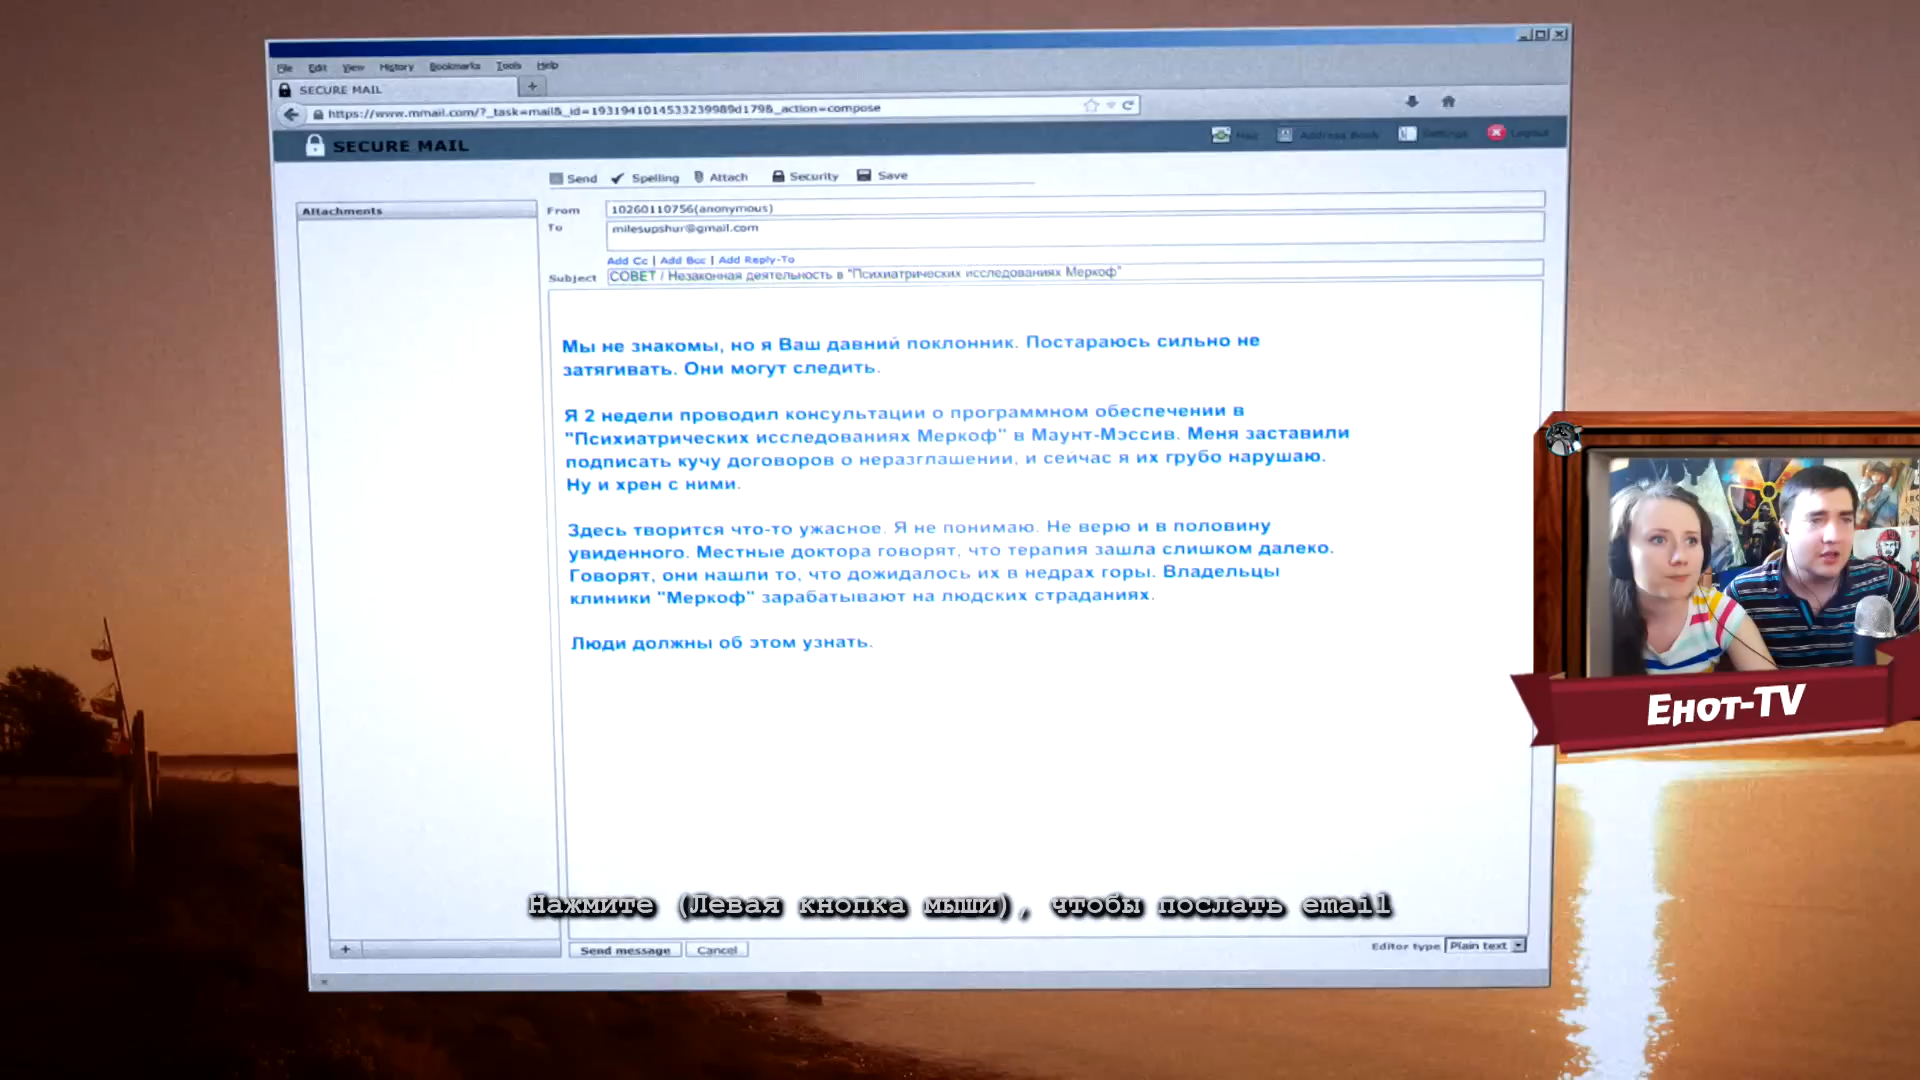 File Edit View History Bookmarks Tools Help
SECURE MAIL +
https://www.mmail.com/?_task=mail&_id=1931941014533239989d179&_action=compose
SECURE MAIL Address Book Settings Logout
Send Spelling Attach Security Save
Attachments
From 10260110756(anonymous)
To milesupshur@gmail.com
Add Cc | Add Bcc | Add Reply-To
Subject СОВЕТ / Незаконная деятельность в "Психиатрических исследованиях Меркоф"
Мы не знакомы, но я Ваш давний поклонник. Постараюсь сильно не
затягивать. Они могут следить.
Я 2 недели проводил консультации о программном обеспечении в
"Психиатрических исследованиях Меркоф" в Маунт-Мэссив. Меня заставили
подписать кучу договоров о неразглашении, и сейчас я их грубо нарушаю.
Ну и хрен с ними.
Здесь творится что-то ужасное. Я не понимаю. Не верю и в половину
увиденного. Местные доктора говорят, что терапия зашла слишком далеко.
Говорят, они нашли то, что дожидалось их в недрах горы. Владельцы
клиники "Меркоф" зарабатывают на людских страданиях.
Люди должны об этом узнать.
Енот-TV
Нажмите (Левая кнопка мыши), чтобы послать email
+ Send message Cancel Editor type Plain text